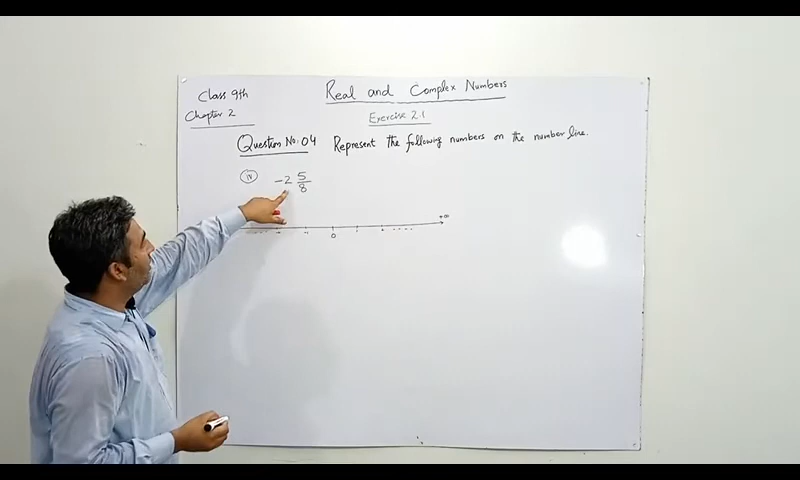 Class 9th
Real and Complex Numbers
Chapter 2
Exercise 2.1
Question No: 04 Represent the following numbers on the number line.
iv -2 5/8
+∞
-1 0